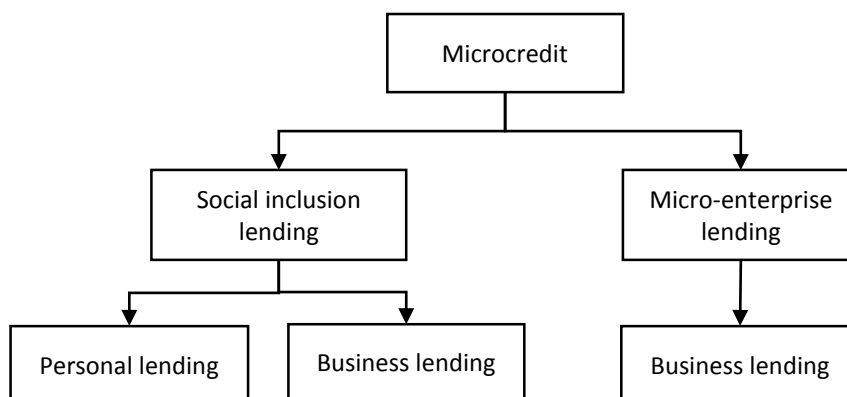 Microcredit
Social inclusion
lending
Micro-enterprise
lending
Personal lending
Business lending
Business lending